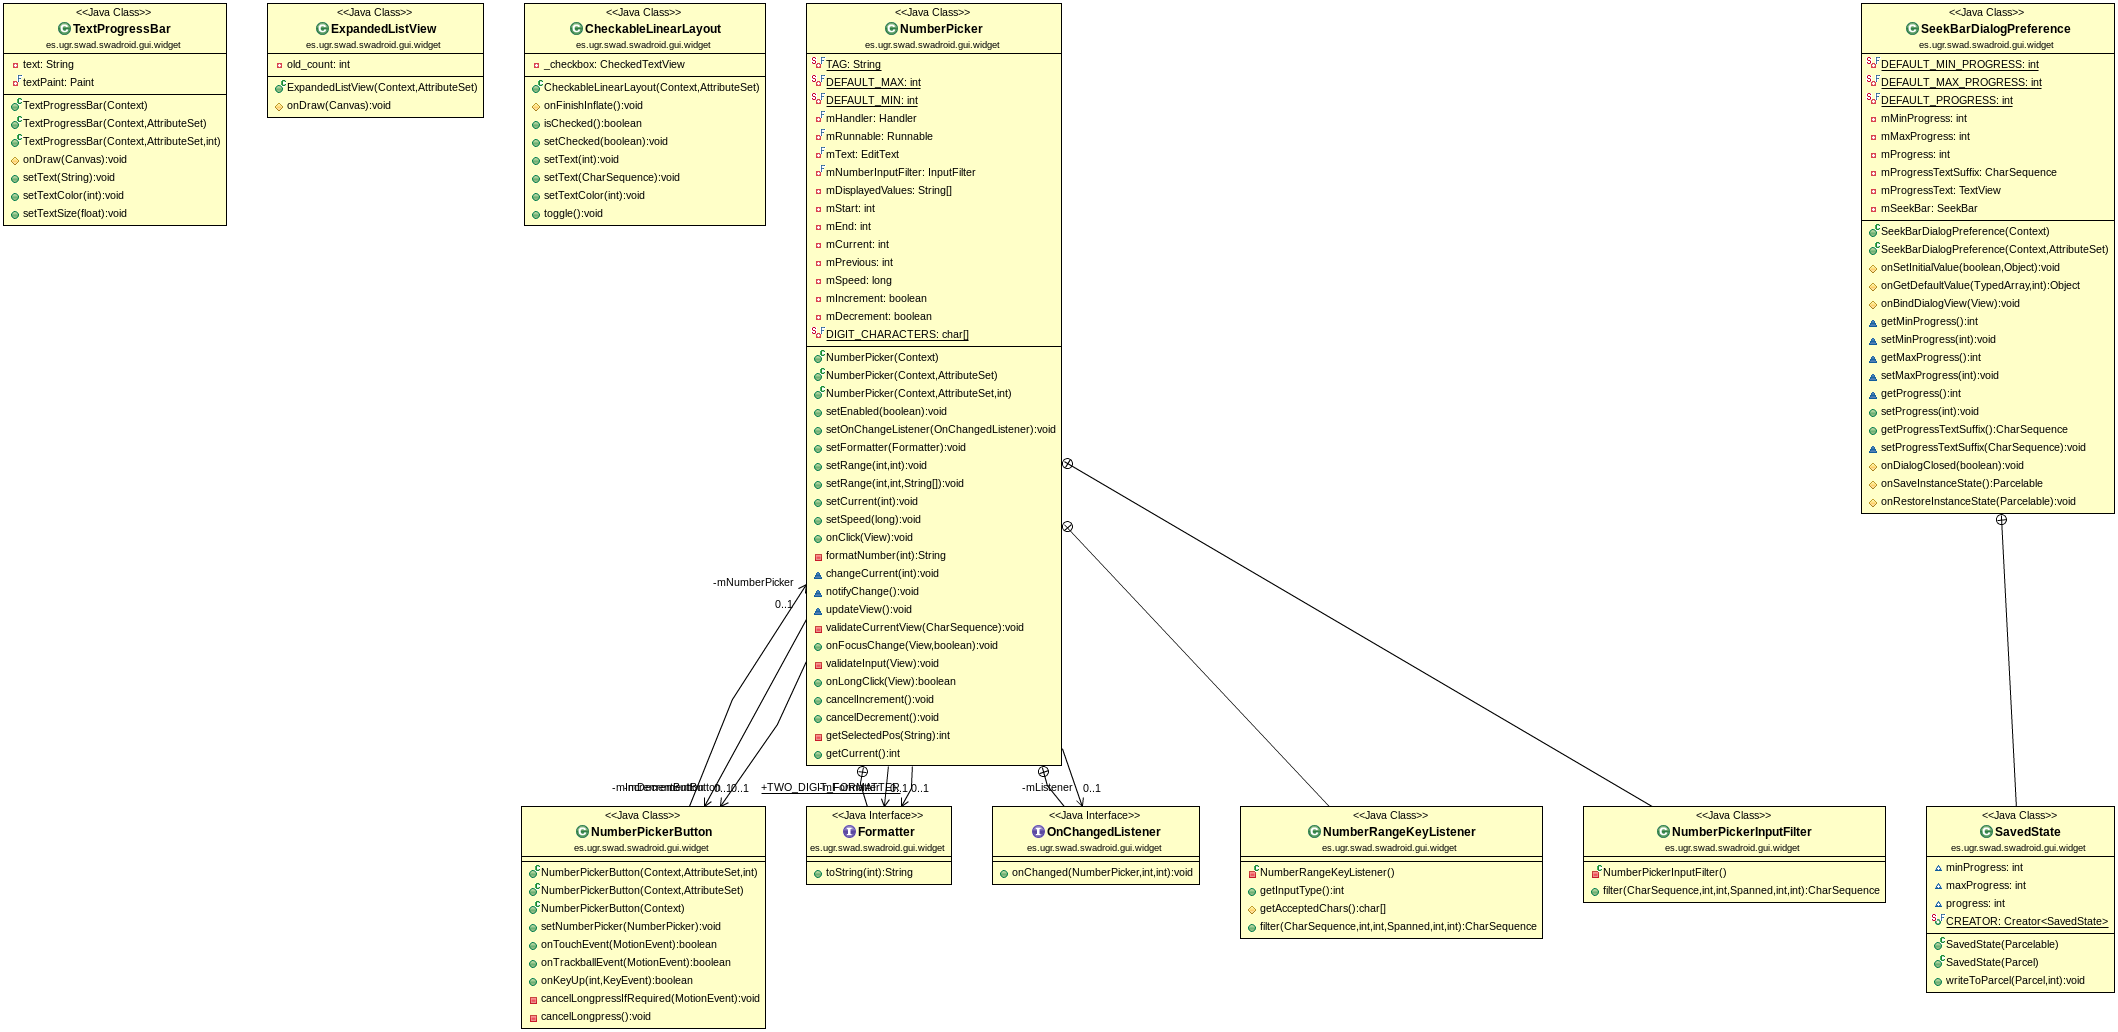 <<Java Class>>
TextProgressBar
es.ugr.swad.swadroid.gui.widget
text: String
textPaint: Paint
TextProgressBar(Context)
TextProgressBar(Context,AttributeSet)
TextProgressBar(Context,AttributeSet,int)
onDraw(Canvas):void
setText(String):void
setTextColor(int):void
setTextSize(float):void
<<Java Class>>
ExpandedListView
es.ugr.swad.swadroid.gui.widget
old_count: int
ExpandedListView(Context,AttributeSet)
onDraw(Canvas):void
<<Java Class>>
CheckableLinearLayout
es.ugr.swad.swadroid.gui.widget
_checkbox: CheckedTextView
CheckableLinearLayout(Context,AttributeSet)
onFinishInflate():void
isChecked():boolean
setChecked(boolean):void
setText(int):void
setText(CharSequence):void
setTextColor(int):void
toggle():void
<<Java Class>>
NumberPicker
es.ugr.swad.swadroid.gui.widget
TAG: String
DEFAULT_MAX: int
DEFAULT_MIN: int
mHandler: Handler
mRunnable: Runnable
mText: EditText
mNumberInputFilter: InputFilter
mDisplayedValues: String[]
mStart: int
mEnd: int
mCurrent: int
mPrevious: int
mSpeed: long
mIncrement: boolean
mDecrement: boolean
DIGIT_CHARACTERS: char[]
NumberPicker(Context)
NumberPicker(Context,AttributeSet)
NumberPicker(Context,AttributeSet,int)
setEnabled(boolean):void
setOnChangeListener(OnChangedListener):void
setFormatter(Formatter):void
setRange(int,int):void
setRange(int,int,String[]):void
setCurrent(int):void
setSpeed(long):void
onClick(View):void
formatNumber(int):String
changeCurrent(int):void
notifyChange():void
updateView():void
validateCurrentView(CharSequence):void
onFocusChange(View,boolean):void
validateInput(View):void
onLongClick(View):boolean
cancelIncrement():void
cancelDecrement():void
getSelectedPos(String):int
getCurrent():int
<<Java Class>>
SeekBarDialogPreference
es.ugr.swad.swadroid.gui.widget
DEFAULT_MIN_PROGRESS: int
DEFAULT_MAX_PROGRESS: int
DEFAULT_PROGRESS: int
mMinProgress: int
mMaxProgress: int
mProgress: int
mProgressTextSuffix: CharSequence
mProgressText: TextView
mSeekBar: SeekBar
SeekBarDialogPreference(Context)
SeekBarDialogPreference(Context,AttributeSet)
onSetInitialValue(boolean,Object):void
onGetDefaultValue(TypedArray,int):Object
onBindDialogView(View):void
getMinProgress():int
setMinProgress(int):void
getMaxProgress():int
setMaxProgress(int):void
getProgress():int
setProgress(int):void
getProgressTextSuffix():CharSequence
setProgressTextSuffix(CharSequence):void
onDialogClosed(boolean):void
onSaveInstanceState():Parcelable
onRestoreInstanceState(Parcelable):void
-mNumberPicker
0..1
0..1
+TWO_DIGIT_FORMATTER
0..1
-mListener
0..1
<<Java Class>>
NumberPickerButton
es.ugr.swad.swadroid.gui.widget
NumberPickerButton(Context,AttributeSet,int)
NumberPickerButton(Context,AttributeSet)
NumberPickerButton(Context)
setNumberPicker(NumberPicker):void
onTouchEvent(MotionEvent):boolean
onTrackballEvent(MotionEvent):boolean
onKeyUp(int,KeyEvent):boolean
cancelLongpressIfRequired(MotionEvent):void
cancelLongpress():void
<<Java Interface>>
Formatter
es.ugr.swad.swadroid.gui.widget
toString(int):String
<<Java Interface>>
OnChangedListener
es.ugr.swad.swadroid.gui.widget
onChanged(NumberPicker,int,int):void
<<Java Class>>
NumberRangeKeyListener
es.ugr.swad.swadroid.gui.widget
NumberRangeKeyListener()
getInputType():int
getAcceptedChars():char[]
filter(CharSequence,int,int,Spanned,int,int):CharSequence
<<Java Class>>
NumberPickerInputFilter
es.ugr.swad.swadroid.gui.widget
NumberPickerInputFilter()
filter(CharSequence,int,int,Spanned,int,int):CharSequence
<<Java Class>>
SavedState
es.ugr.swad.swadroid.gui.widget
minProgress: int
maxProgress: int
progress: int
CREATOR: Creator<SavedState>
SavedState(Parcelable)
SavedState(Parcel)
writeToParcel(Parcel,int):void